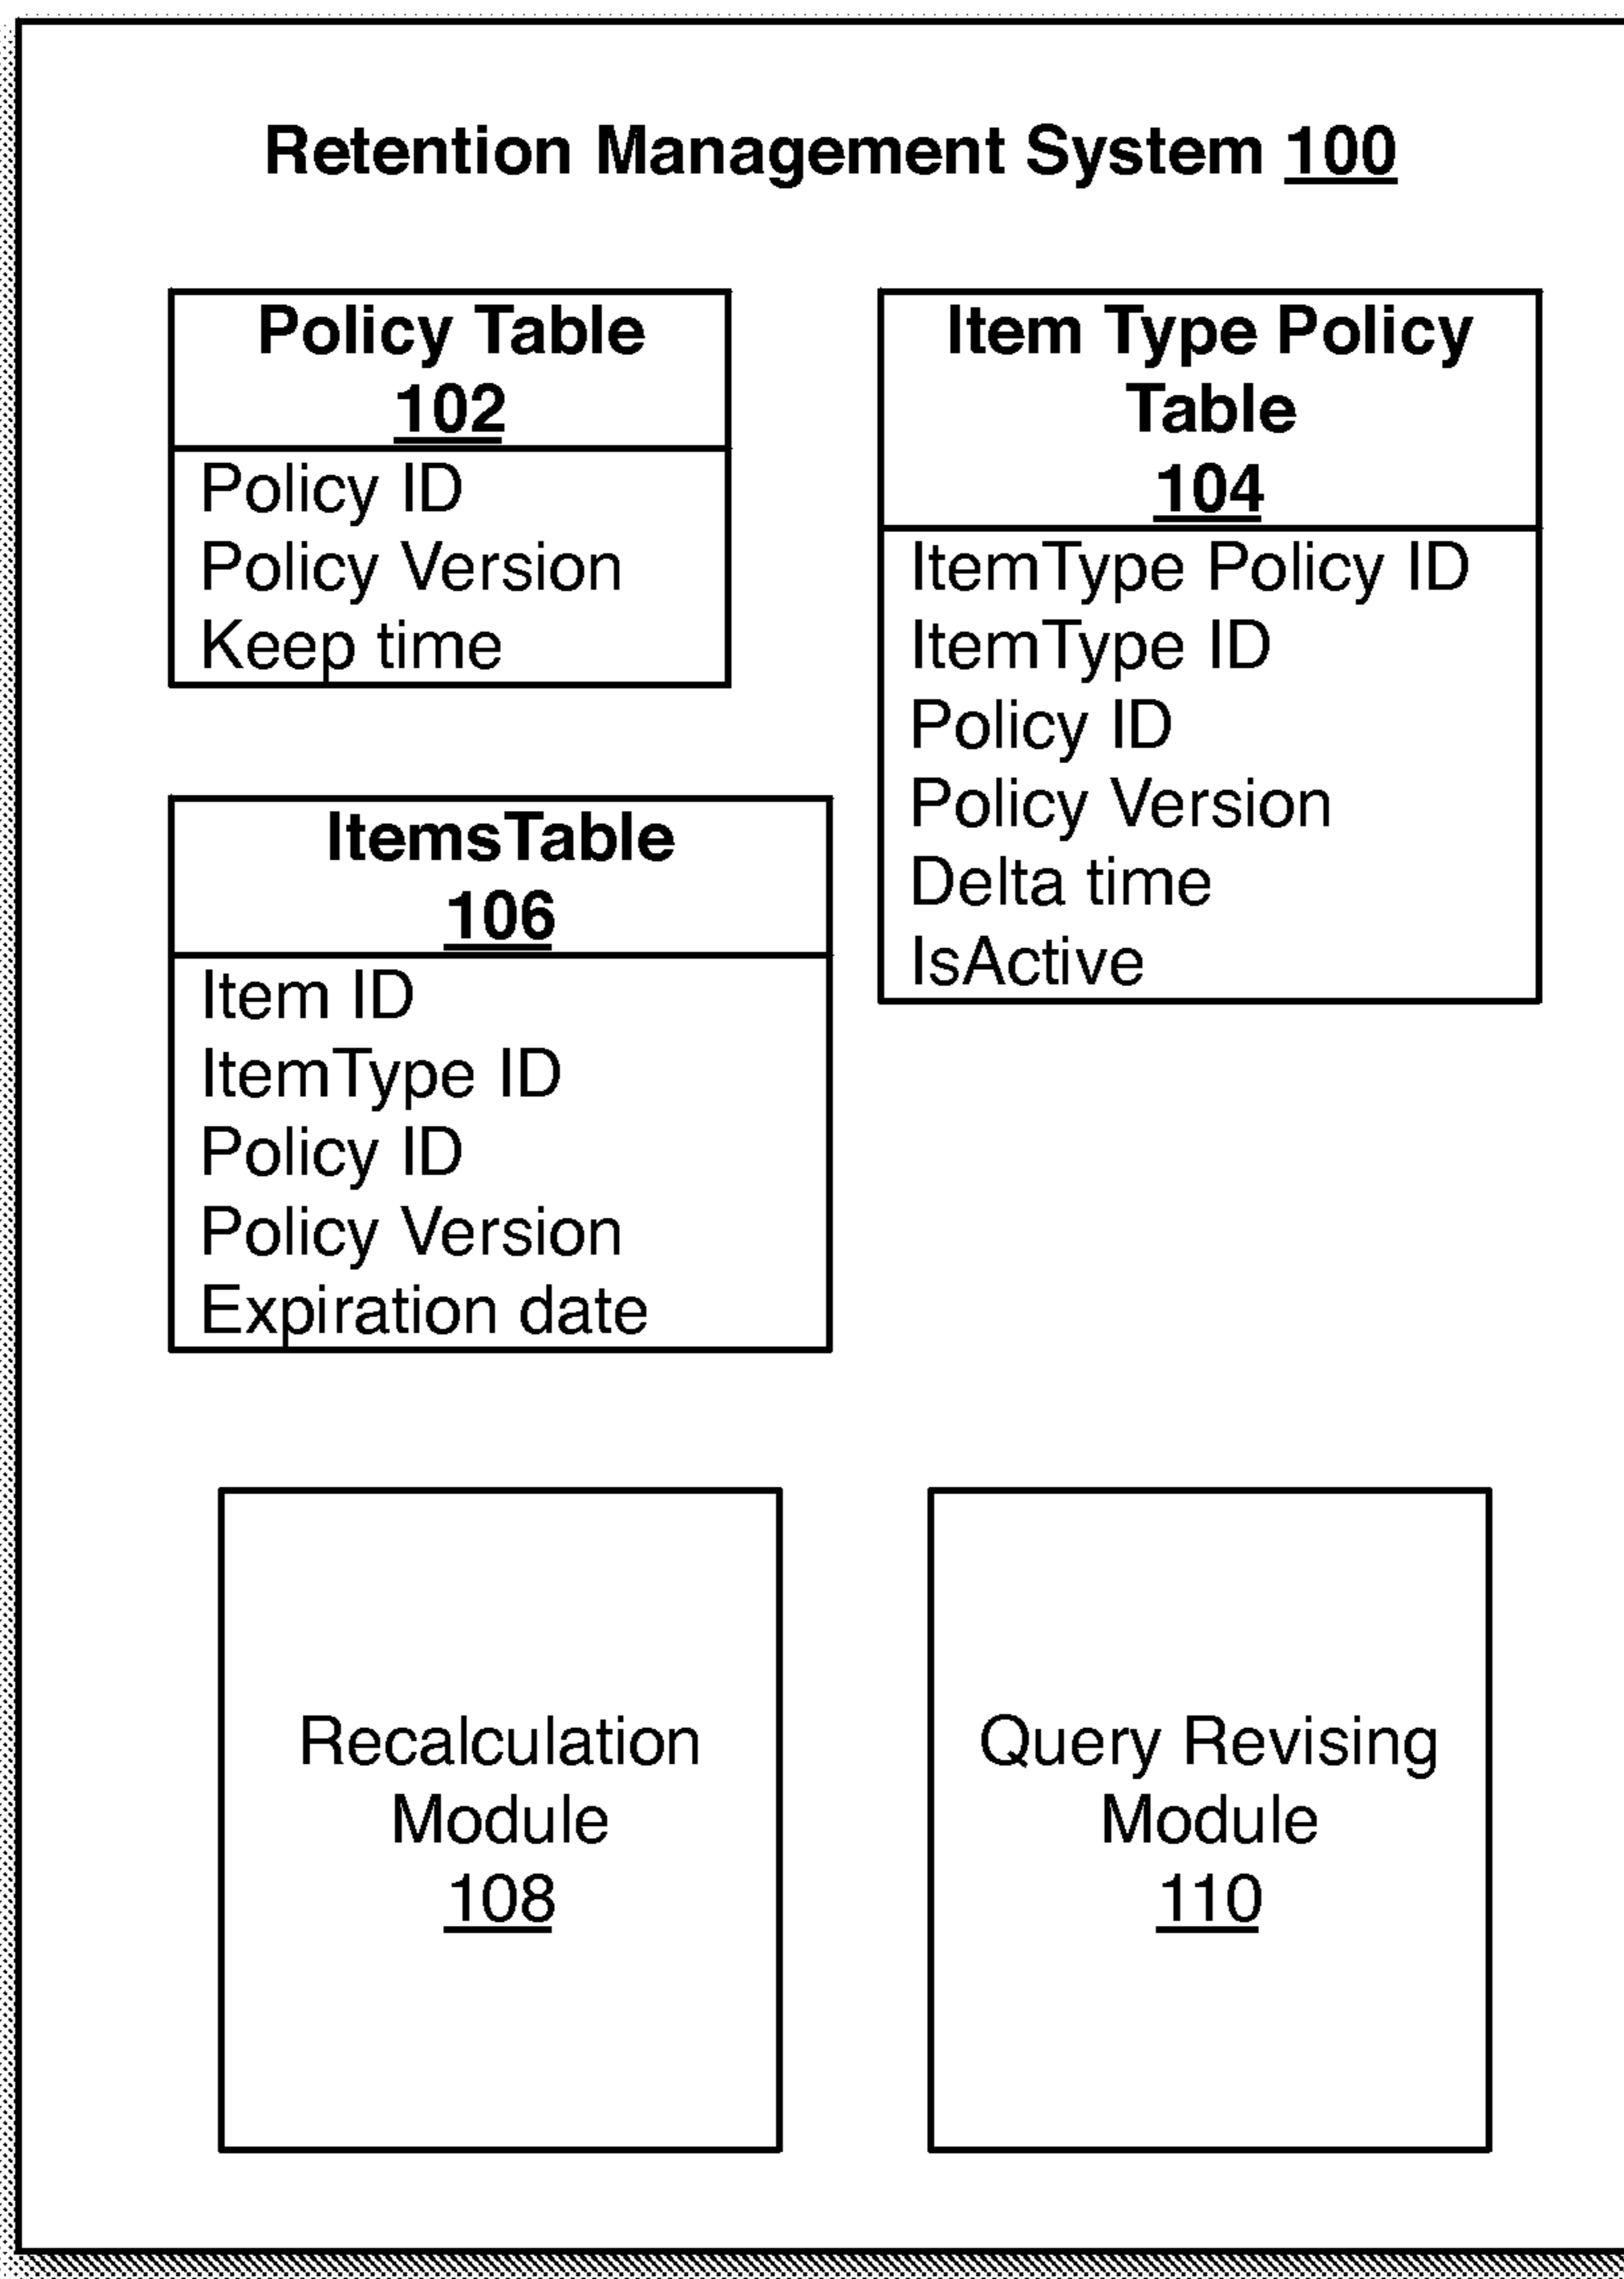 Retention Management System 100
Policy Table
102
Policy ID
Policy Version
Keep time
Item Type Policy
Table
104
ItemType Policy ID
ItemType ID
Policy ID
Policy Version
Delta time
IsActive
ItemsTable
106
Item ID
ItemType ID
Policy ID
Policy Version
Expiration date
Recalculation
Module
108
Query Revising
Module
110